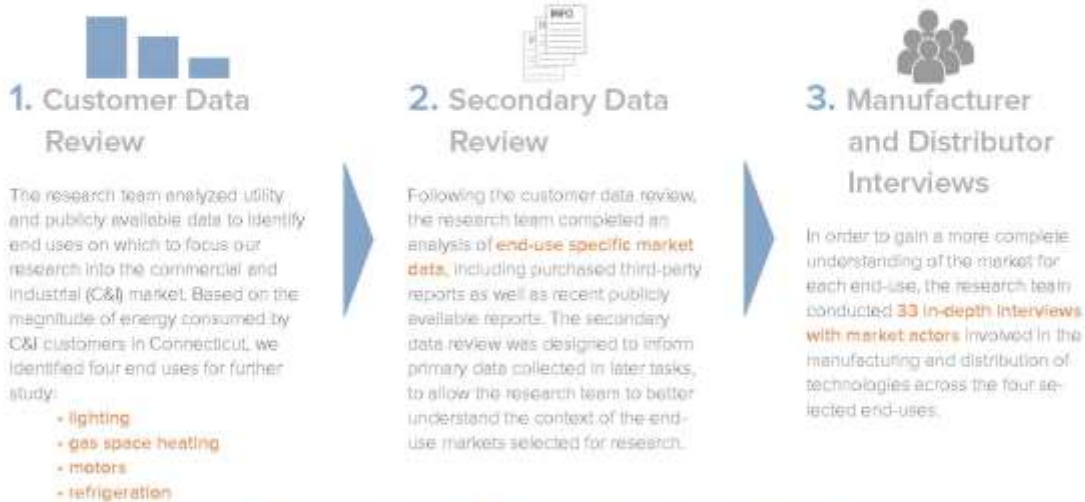 INFO
1. Customer Data
Review
The research team analyzed utility
and publicly available data to identify
end uses on which to focus our
research into the commercial and
industrial (C&I) market. Based on the
magnitude of energy consumed by
C&I customers in Connecticut, we
identified four end uses for further
study:
- lighting
- gas space heating
- motors
- refrigeration
2. Secondary Data
Review
Following the customer data review,
the research team completed an
analysis of end-use specific market
data, including purchased third-party
reports as well as recent publicly
available reports. The secondary
data review was designed to inform
primary data collected in later tasks,
to allow the research team to better
understand the context of the end-
use markets selected for research.
3. Manufacturer
and Distributor
Interviews
In order to gain a more complete
understanding of the market for
each end-use, the research team
conducted 33 in-depth interviews
with market actors involved in the
manufacturing and distribution of
technologies across the four se-
lected end-uses.